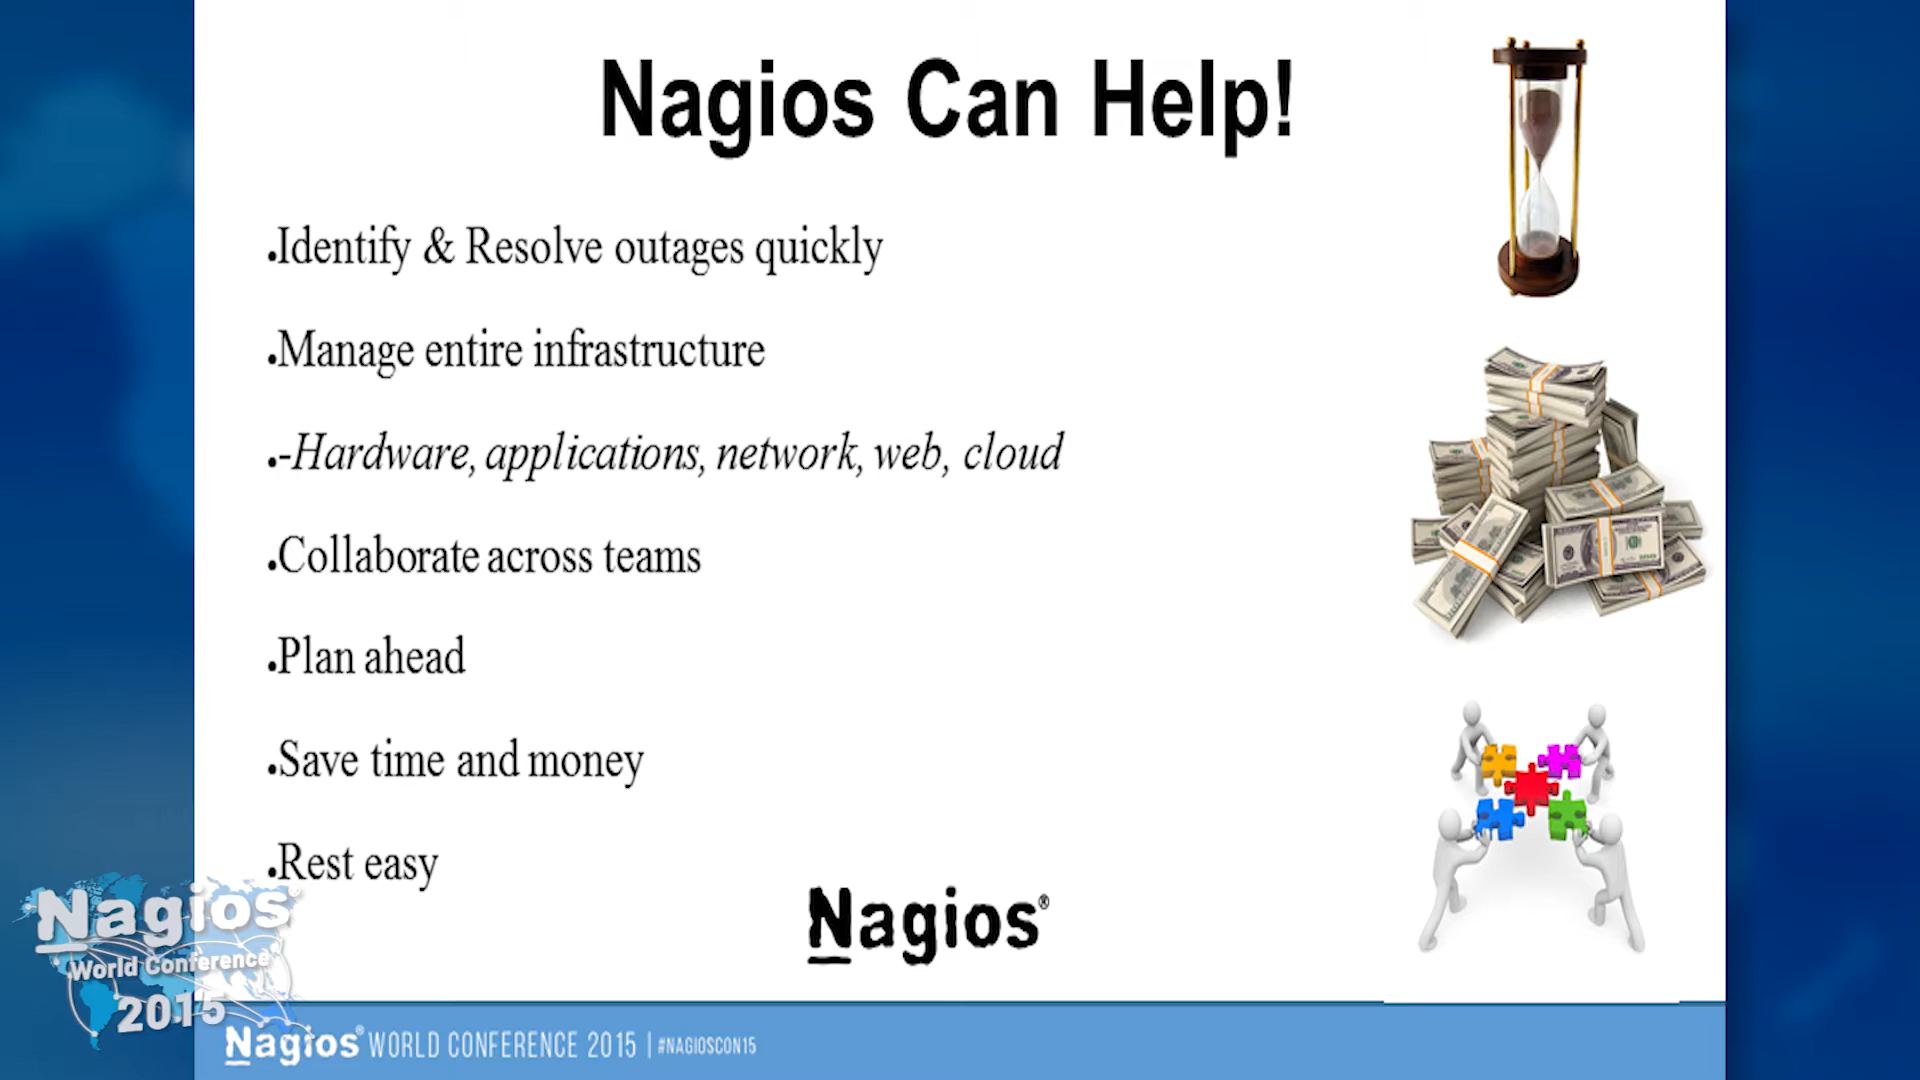 Nagios Can Help!
•Identify & Resolve outages quickly
•Manage entire infrastructure
•-Hardware, applications, network, web, cloud
•Collaborate across teams
•Plan ahead
•Save time and money
•Rest easy
Nagios®
Nagios®
World Conference
2015
Nagios® WORLD CONFERENCE 2015 | #NAGIOSCON15